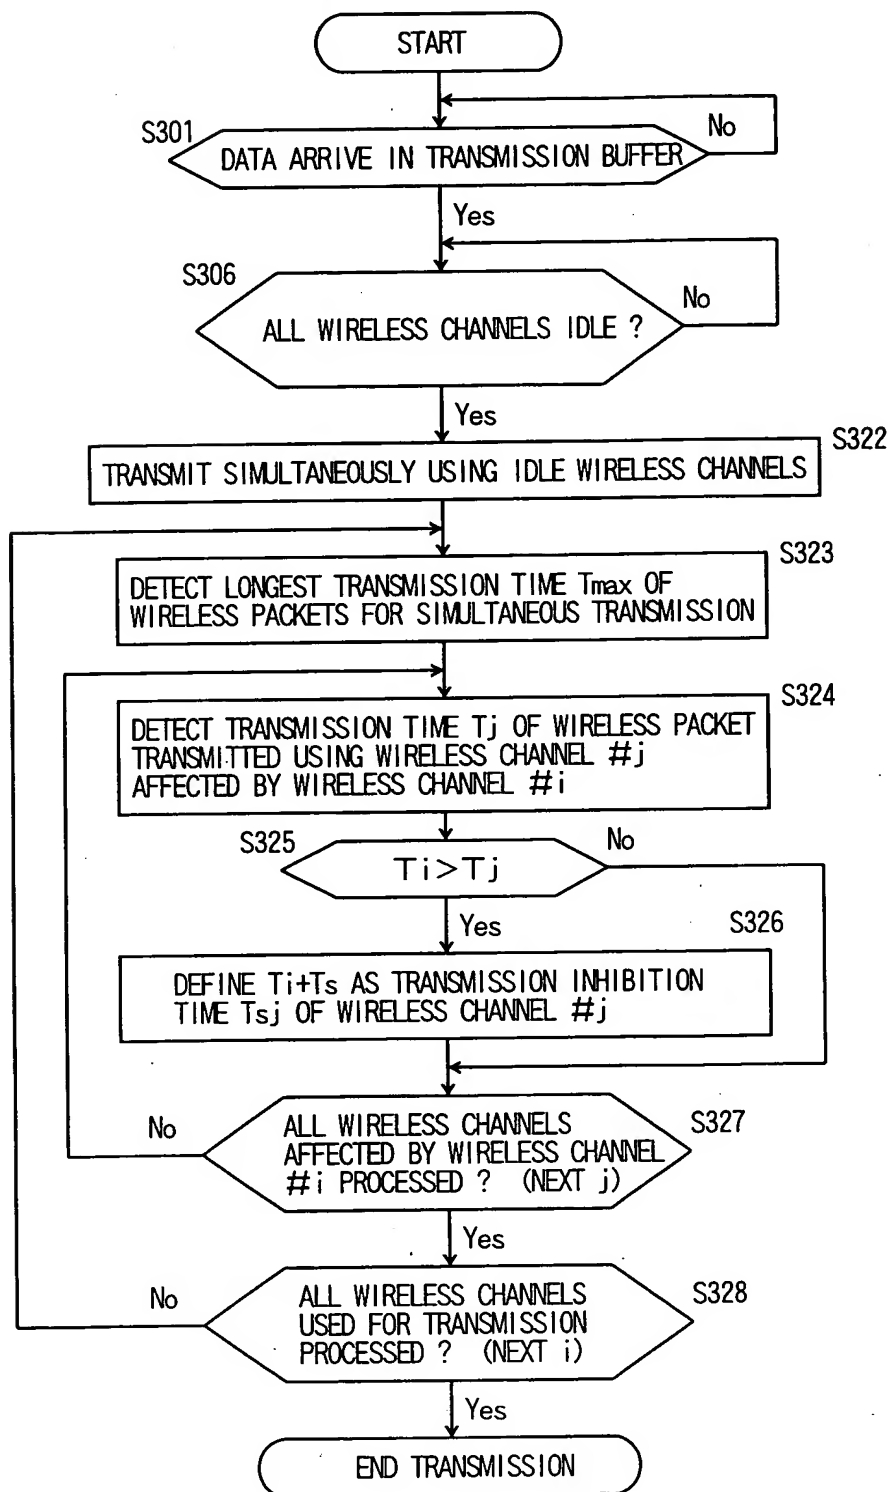 START
S301
DATA ARRIVE IN TRANSMISSION BUFFER
No
Yes
S306
ALL WIRELESS CHANNELS IDLE ?
No
Yes
S322
TRANSMIT SIMULTANEOUSLY USING IDLE WIRELESS CHANNELS
S323
DETECT LONGEST TRANSMISSION TIME Tmax OF
WIRELESS PACKETS FOR SIMULTANEOUS TRANSMISSION
S324
DETECT TRANSMISSION TIME Tj OF WIRELESS PACKET
TRANSMITTED USING WIRELESS CHANNEL #j
AFFECTED BY WIRELESS CHANNEL #i
S325
Ti>Tj
No
Yes
S326
DEFINE Ti+Ts AS TRANSMISSION INHIBITION
TIME Tsj OF WIRELESS CHANNEL #j
No
ALL WIRELESS CHANNELS
AFFECTED BY WIRELESS CHANNEL
#i PROCESSED ? (NEXT j)
S327
Yes
No
ALL WIRELESS CHANNELS
USED FOR TRANSMISSION
PROCESSED ? (NEXT i)
S328
Yes
END TRANSMISSION